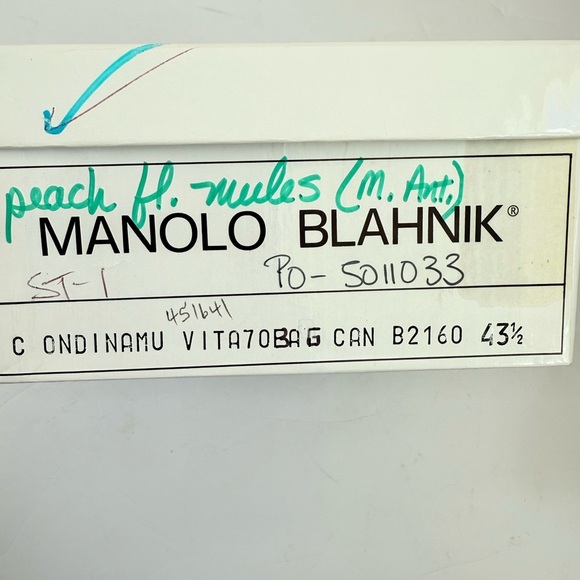 peach fl. mules (M. Ant.)
MANOLO BLAHNIK®
ST-1 PO-5011033
451641
C ONDINAMU VITA70BAG CAN B2160 43½